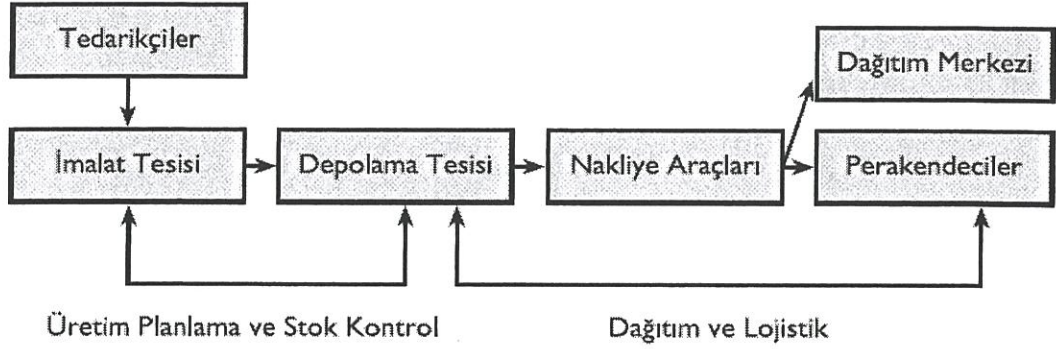 Tedarikçiler
Dağıtım Merkezi
İmalat Tesisi
Depolama Tesisi
Nakliye Araçları
Perakendeciler
Üretim Planlama ve Stok Kontrol
Dağıtım ve Lojistik